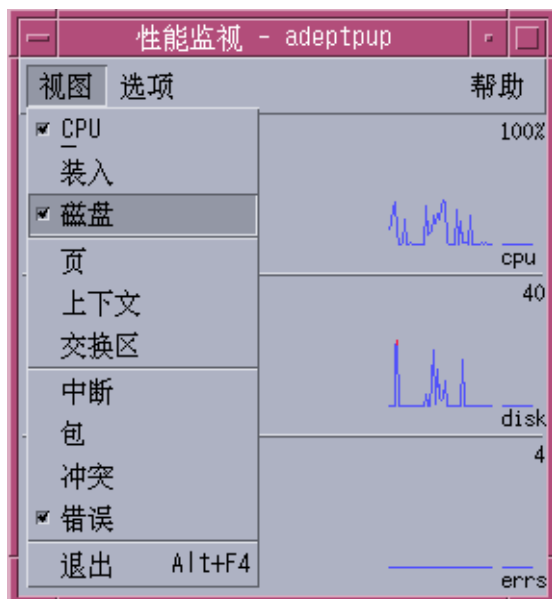 性能监视 - adeptpup
视图 选项 帮助
CPU
装入
磁盘
页
上下文
交换区
中断
包
冲突
错误
退出 Alt+F4
100%
cpu
40
disk
4
errs